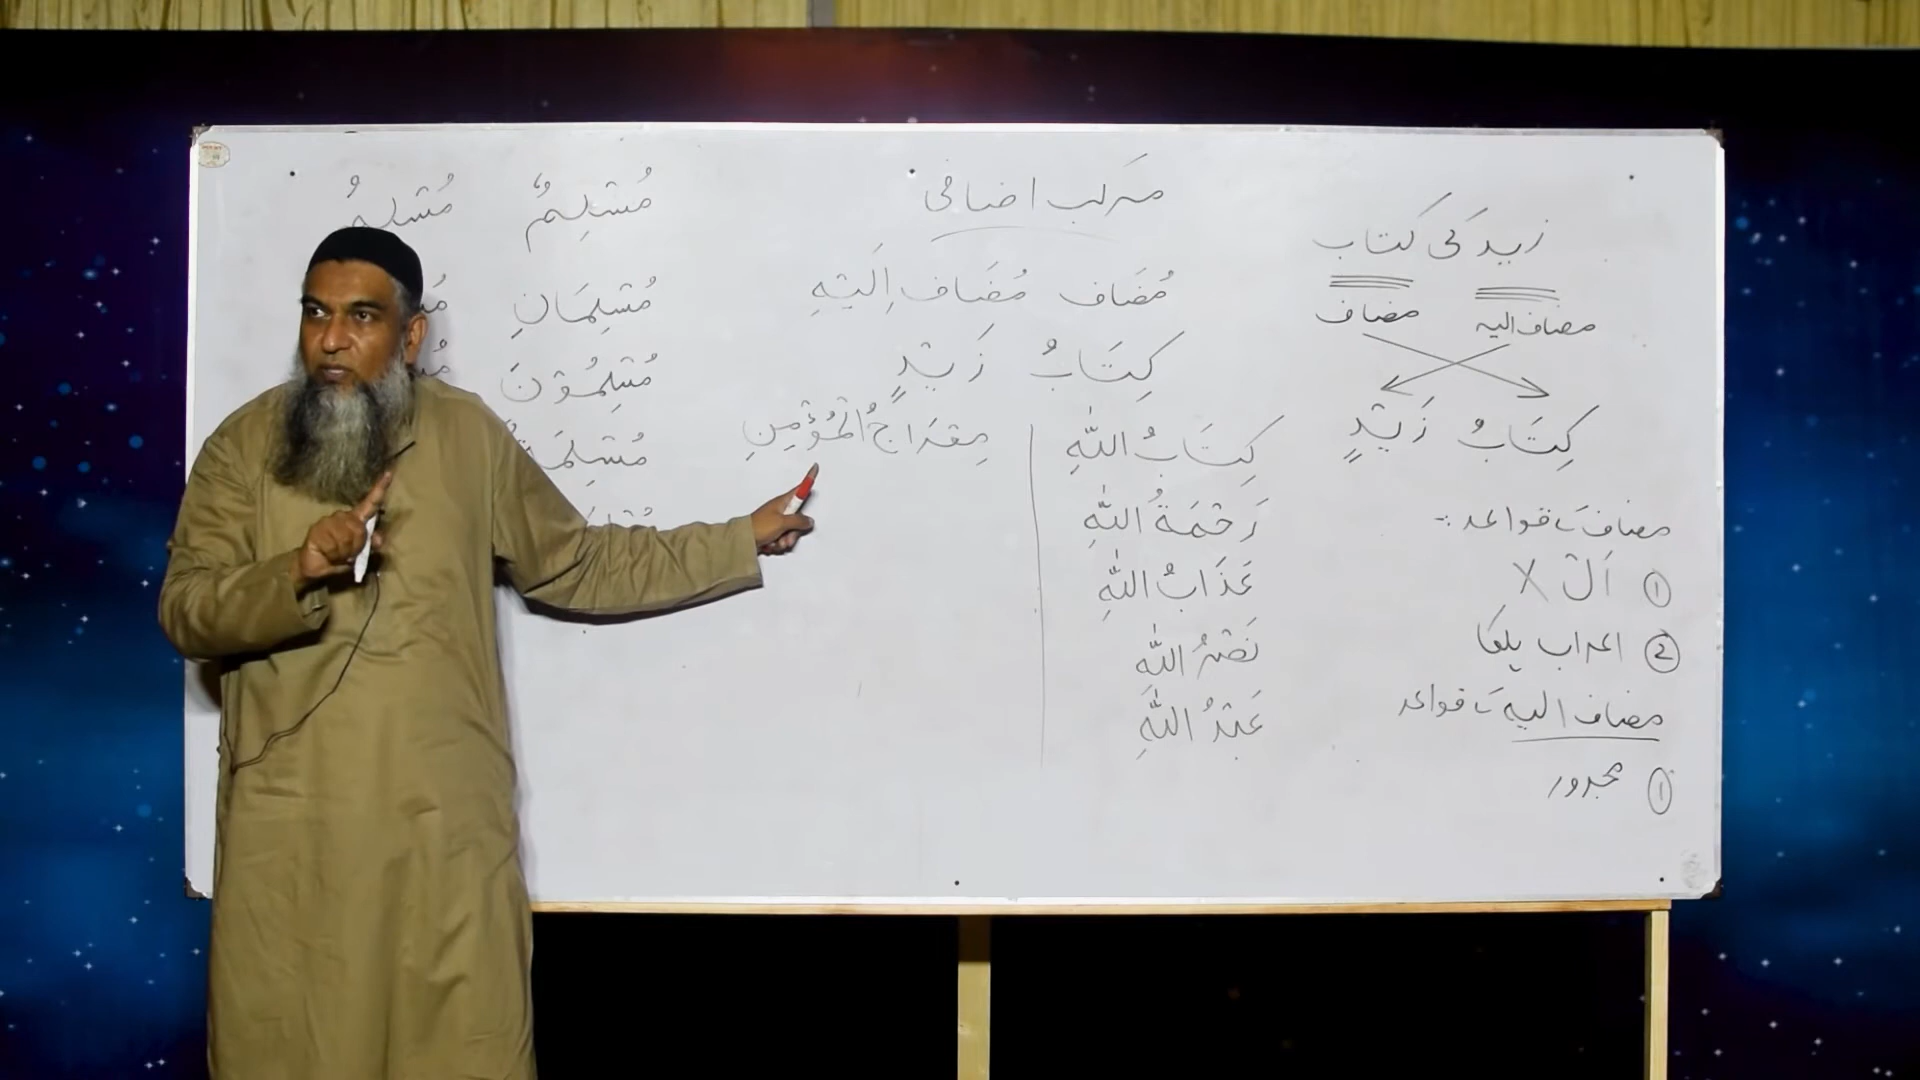 زید کی کتاب
مضاف الیہ مضاف
كِتَابُ زَيْدٍ
مضاف کے قواعد :-
① اَلْ X
② اعراب ہلکا
مضاف الیہ کے قواعد
① مجرور
مرکب اضافی
مُضَاف مُضَاف اِلَيْهِ
كِتَابُ زَيْدٍ
كِتَابُ اللّٰهِ
رَحْمَةُ اللّٰهِ
عَذَابُ اللّٰهِ
نَصْرُ اللّٰهِ
عَبْدُ اللّٰهِ
مِعْرَاجُ الْمُؤْمِنِ
مُسْلِمٌ مُسْلِمُ
مُسْلِمَانِ
مُسْلِمُوْنَ